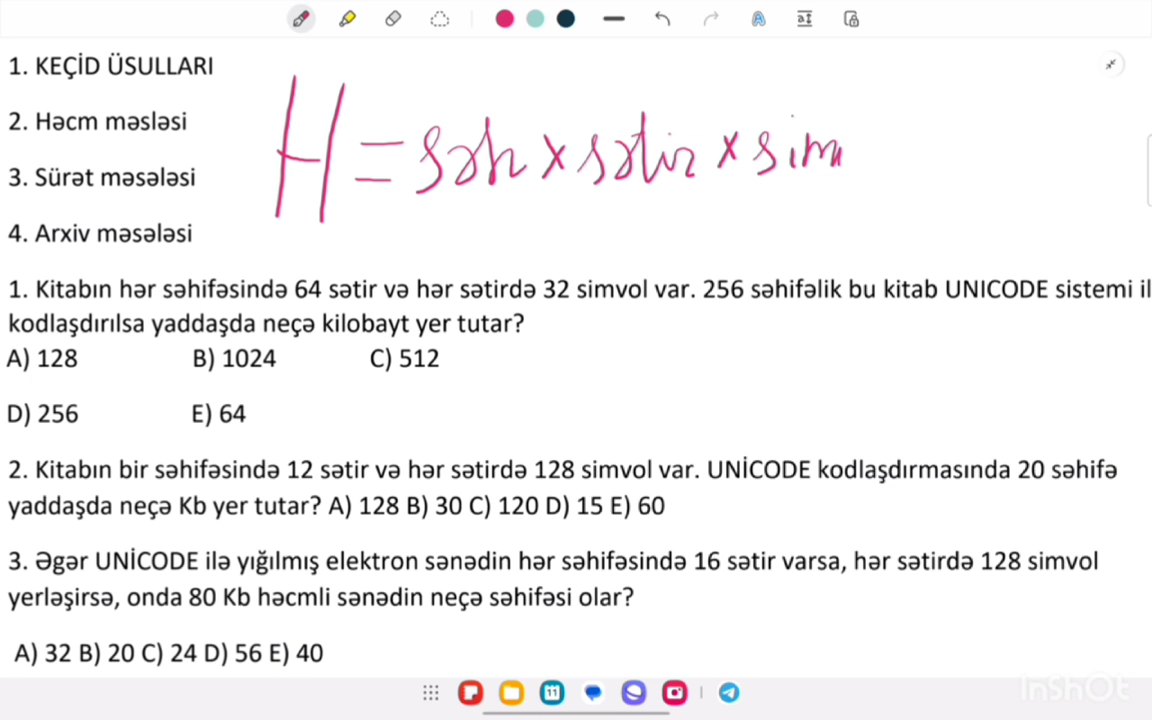 1. KEÇİD ÜSULLARI
2. Həcm məsləsi
3. Sürət məsələsi
4. Arxiv məsələsi
H = səh x sətir x sim
1. Kitabın hər səhifəsində 64 sətir və hər sətirdə 32 simvol var. 256 səhifəlik bu kitab UNICODE sistemi il
kodlaşdırılsa yaddaşda neçə kilobayt yer tutar?
A) 128 B) 1024 C) 512
D) 256 E) 64
2. Kitabın bir səhifəsində 12 sətir və hər sətirdə 128 simvol var. UNİCODE kodlaşdırmasında 20 səhifə
yaddaşda neçə Kb yer tutar? A) 128 B) 30 C) 120 D) 15 E) 60
3. Əgər UNİCODE ilə yığılmış elektron sənədin hər səhifəsində 16 sətir varsa, hər sətirdə 128 simvol
yerləşirsə, onda 80 Kb həcmli sənədin neçə səhifəsi olar?
A) 32 B) 20 C) 24 D) 56 E) 40
11
InShOt